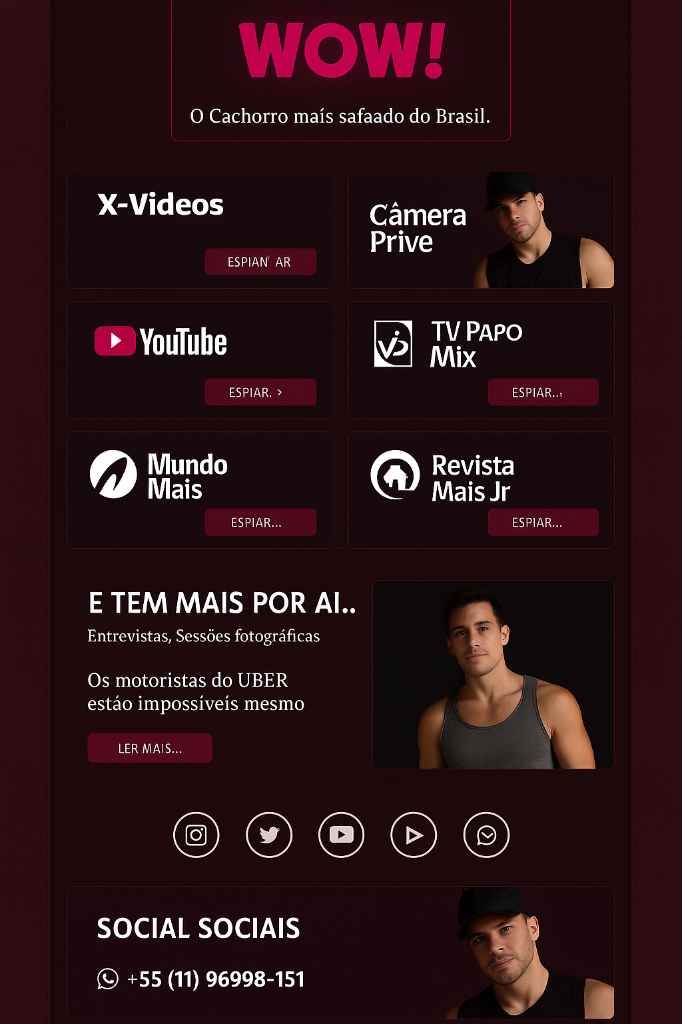 WOW!
O Cachorro maís safaado do Brasil.
X-Videos
ESPIAN' AR
Câmera
Prive
YouTube
ESPIAR. >
TV PAPO
Mix
ESPIAR..,
Mundo
Mais
ESPIAR...
Revista
Mais Jr
ESPIAR...
E TEM MAIS POR AI..
Entrevistas, Sessões fotográficas
Os motoristas do UBER
estáo impossíveís mesmo
LER MAIS...
SOCIAL SOCIAIS
+55 (11) 96998-151